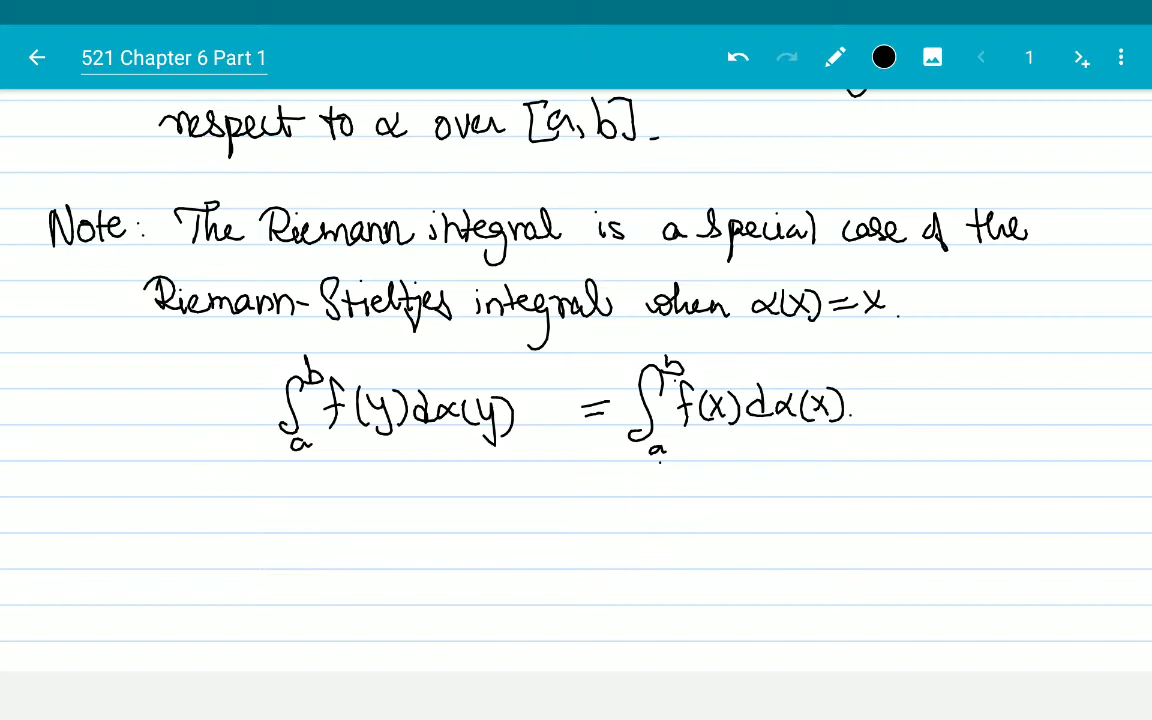 521 Chapter 6 Part 1
1
respect to α over [a, b].
Note: The Riemann integral is a special case of the
Riemann-Stieltjes integral when α(x) = x.
∫_a^b f(y)dα(y) = ∫_a^b f(x)dα(x).